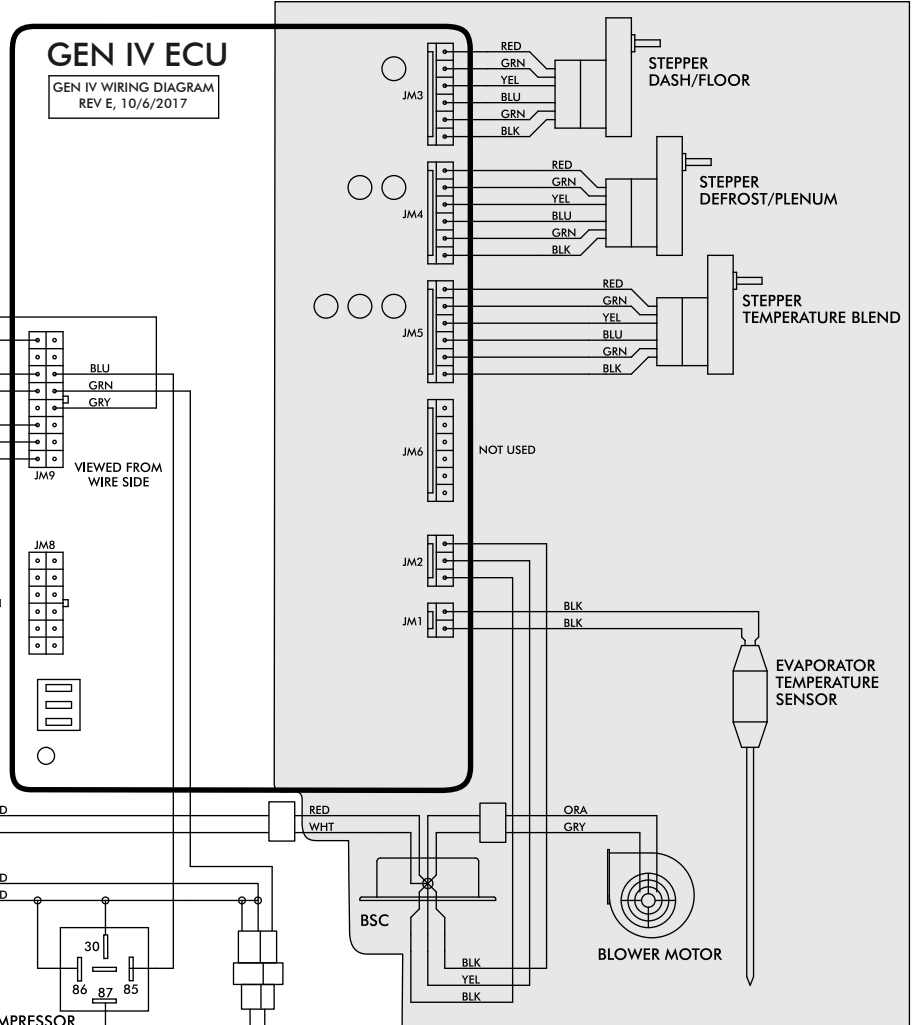 GEN IV ECU
GEN IV WIRING DIAGRAM
REV E, 10/6/2017
JM3
RED
GRN
YEL
BLU
GRN
BLK
STEPPER
DASH/FLOOR
JM4
RED
GRN
YEL
BLU
GRN
BLK
STEPPER
DEFROST/PLENUM
JM5
RED
GRN
YEL
BLU
GRN
BLK
STEPPER
TEMPERATURE BLEND
BLU
GRN
GRY
JM9
VIEWED FROM
WIRE SIDE
JM6
NOT USED
JM8
JM2
JM1
BLK
BLK
EVAPORATOR
TEMPERATURE
SENSOR
D
RED
WHT
ORA
GRY
D
D
BSC
BLOWER MOTOR
BLK
YEL
BLK
30
86
87
85
MPRESSOR